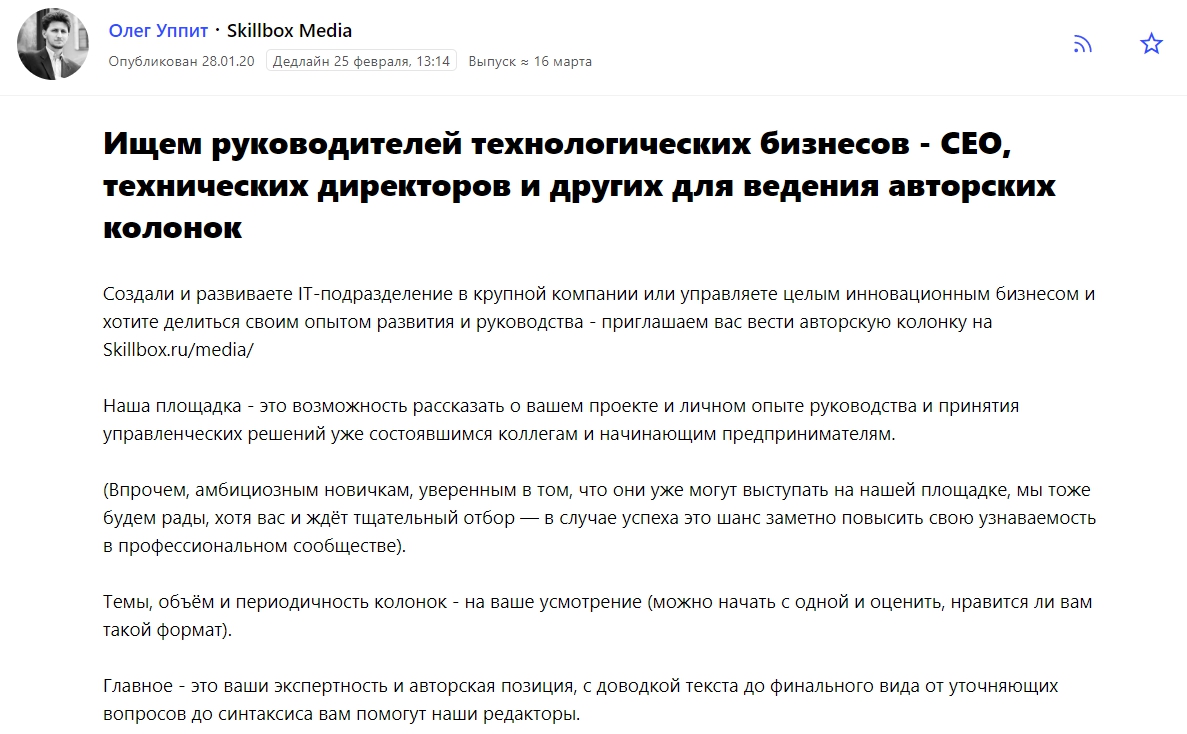 Олег Уппит · Skillbox Media
Опубликован 28.01.20 Дедлайн 25 февраля, 13:14 Выпуск ≈ 16 марта
Ищем руководителей технологических бизнесов - CEO,
технических директоров и других для ведения авторских
колонок
Создали и развиваете IT-подразделение в крупной компании или управляете целым инновационным бизнесом и
хотите делиться своим опытом развития и руководства - приглашаем вас вести авторскую колонку на
Skillbox.ru/media/
Наша площадка - это возможность рассказать о вашем проекте и личном опыте руководства и принятия
управленческих решений уже состоявшимся коллегам и начинающим предпринимателям.
(Впрочем, амбициозным новичкам, уверенным в том, что они уже могут выступать на нашей площадке, мы тоже
будем рады, хотя вас и ждёт тщательный отбор — в случае успеха это шанс заметно повысить свою узнаваемость
в профессиональном сообществе).
Темы, объём и периодичность колонок - на ваше усмотрение (можно начать с одной и оценить, нравится ли вам
такой формат).
Главное - это ваши экспертность и авторская позиция, с доводкой текста до финального вида от уточняющих
вопросов до синтаксиса вам помогут наши редакторы.